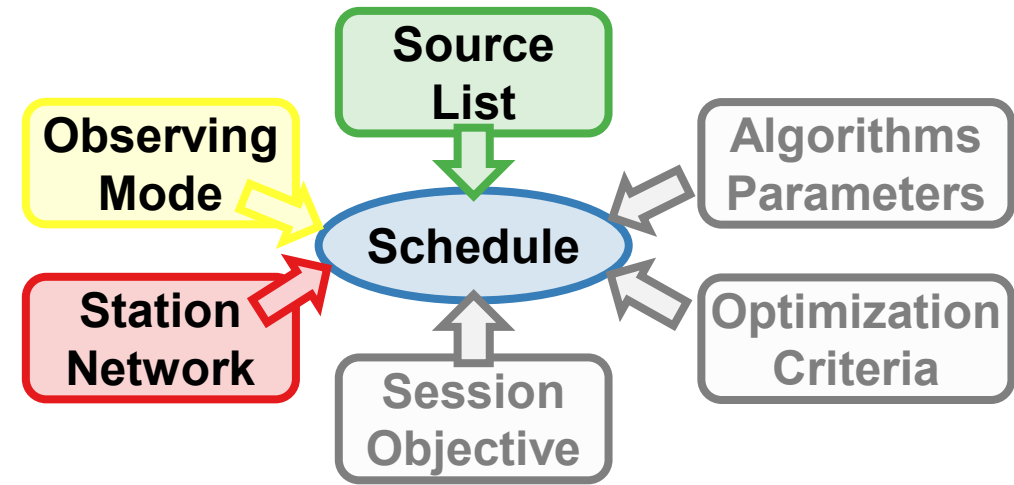 Source
List
Observing
Mode
Algorithms
Parameters
Schedule
Station
Network
Optimization
Criteria
Session
Objective